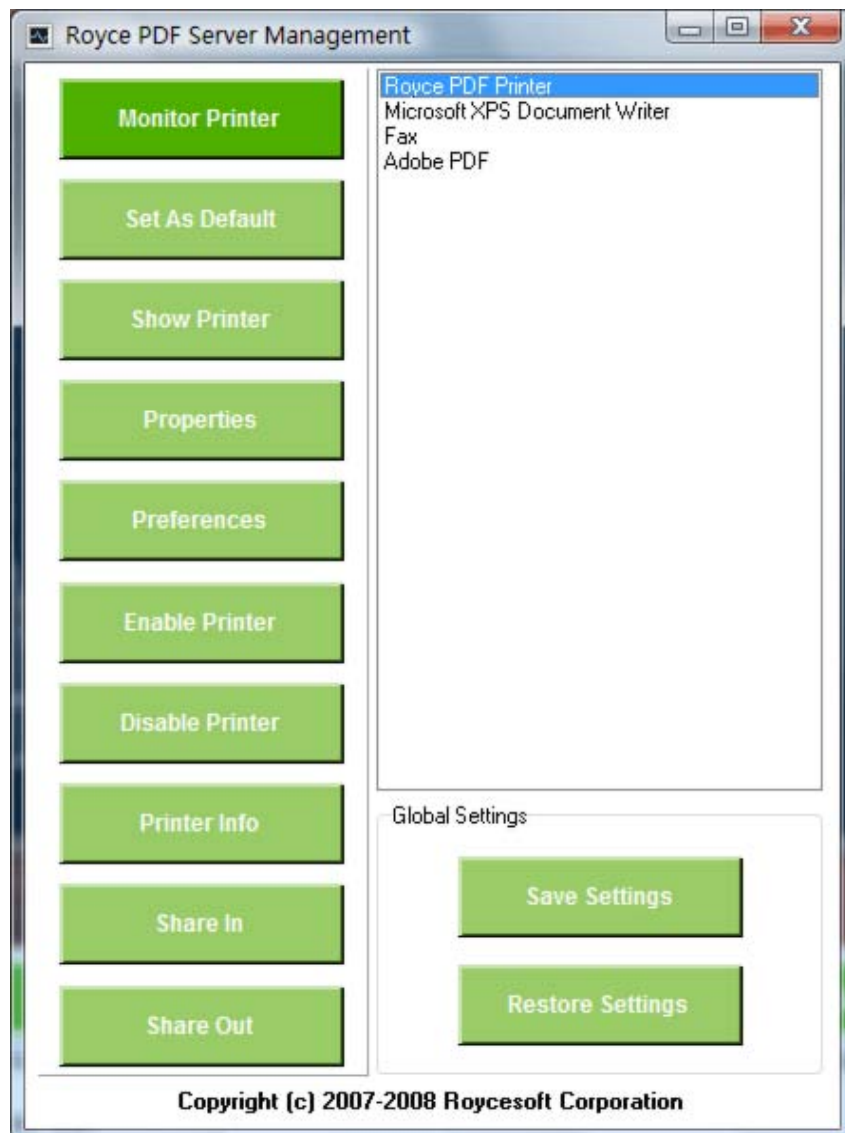 Royce PDF Server Management
Monitor Printer
Set As Default
Show Printer
Properties
Preferences
Enable Printer
Disable Printer
Printer Info
Share In
Share Out
Royce PDF Printer
Microsoft XPS Document Writer
Fax
Adobe PDF
Global Settings
Save Settings
Restore Settings
Copyright (c) 2007-2008 Roycesoft Corporation